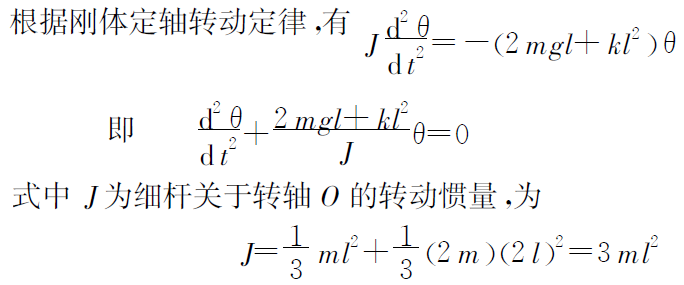 根据刚体定轴转动定律,有 J d²θ/dt² = −(2mgl + kl²)θ
即 d²θ/dt² + (2mgl + kl²)/J θ = 0
式中 J 为细杆关于转轴 O 的转动惯量,为
J = 1/3 ml² + 1/3 (2m)(2l)² = 3ml²